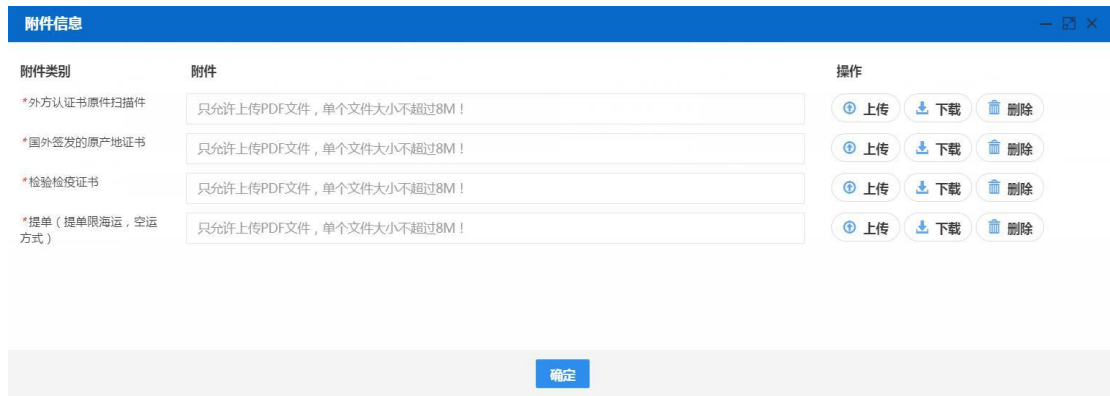 附件信息
附件类别 附件 操作
*外方认证书原件扫描件 只允许上传PDF文件，单个文件大小不超过8M！ 上传 下载 删除
*国外签发的原产地证书 只允许上传PDF文件，单个文件大小不超过8M！ 上传 下载 删除
*检验检疫证书 只允许上传PDF文件，单个文件大小不超过8M！ 上传 下载 删除
*提单（提单限海运，空运
方式） 只允许上传PDF文件，单个文件大小不超过8M！ 上传 下载 删除
确定